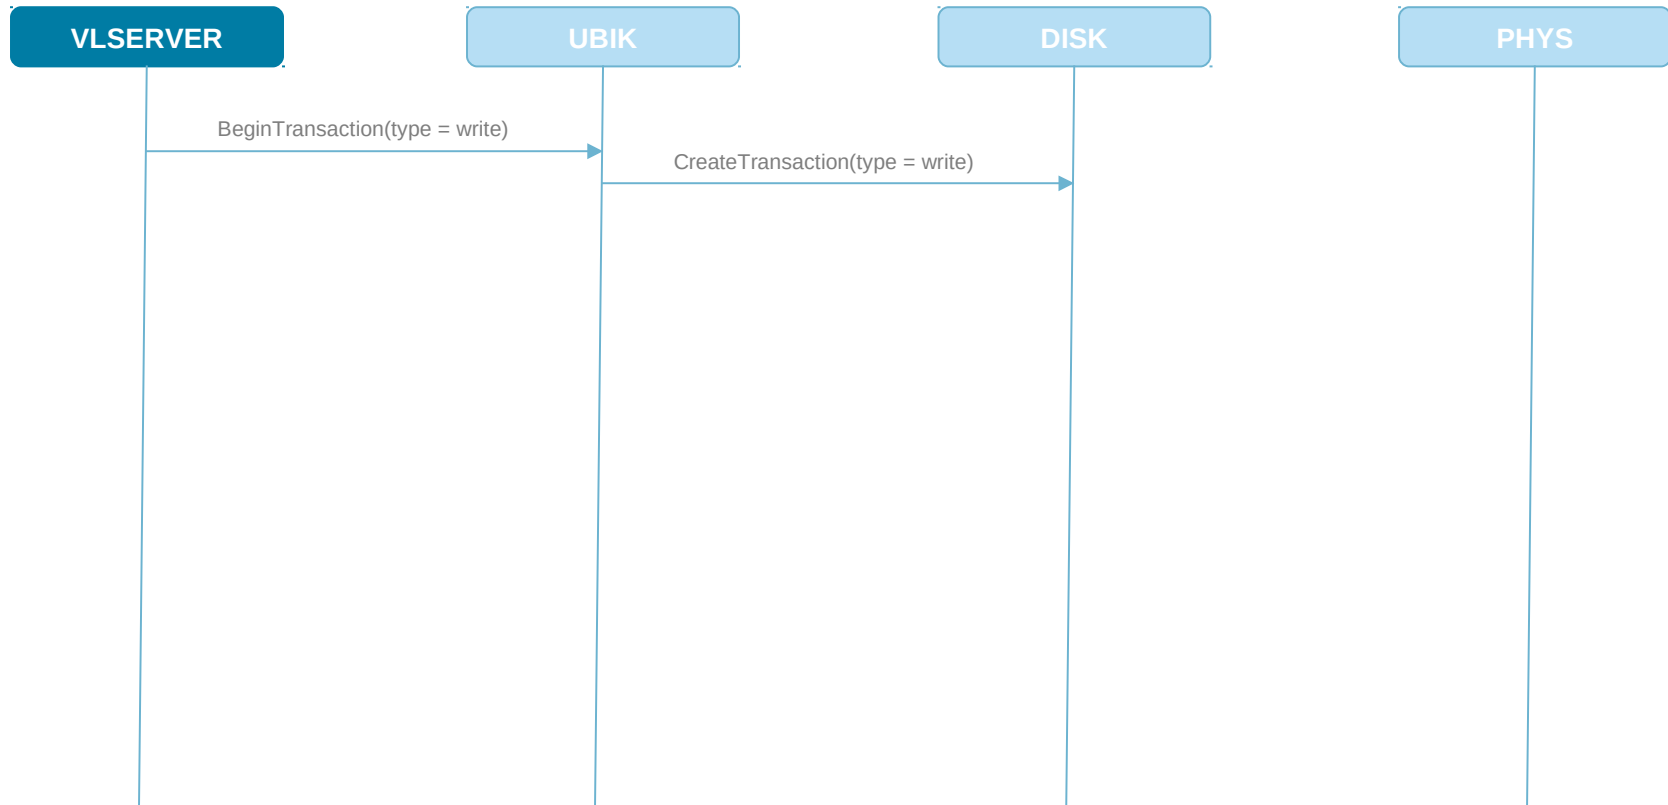 VLSERVER UBIK DISK PHYS
BeginTransaction(type = write)
CreateTransaction(type = write)